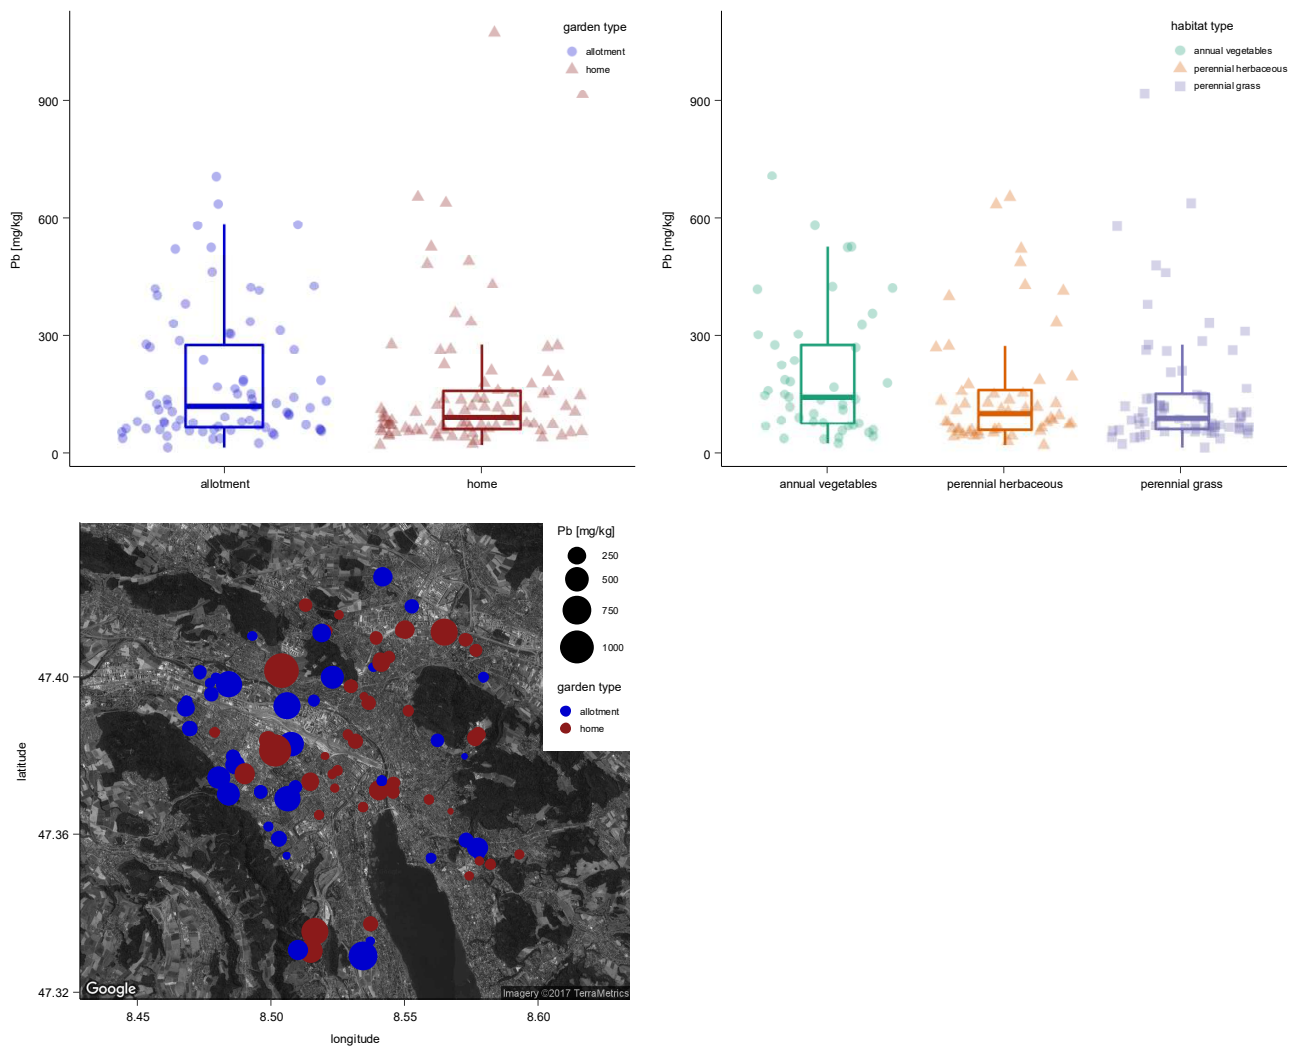 garden type
allotment
home
900
600
300
0
Pb [mg/kg]
allotment
home
habitat type
annual vegetables
perennial herbaceous
perennial grass
900
600
300
0
Pb [mg/kg]
annual vegetables
perennial herbaceous
perennial grass
Pb [mg/kg]
250
500
750
1000
garden type
allotment
home
47.40
47.36
47.32
latitude
Google
Imagery ©2017 TerraMetrics
8.45
8.50
8.55
8.60
longitude